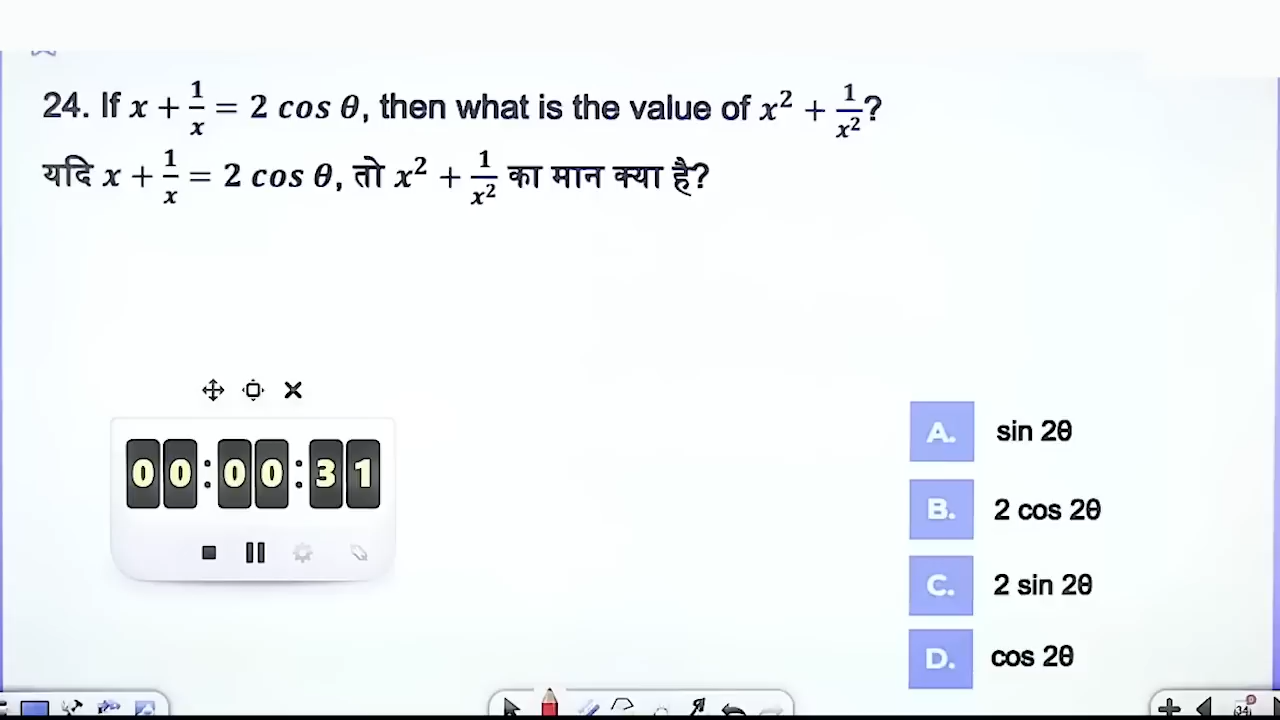 24. If x + 1/x = 2 cos θ, then what is the value of x² + 1/x²?
यदि x + 1/x = 2 cos θ, तो x² + 1/x² का मान क्या है?
00:00:31
A. sin 2θ
B. 2 cos 2θ
C. 2 sin 2θ
D. cos 2θ
34